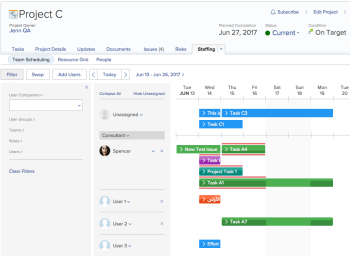 Project C
Subscribe | Edit Project
Project Owner
Jenn QA
Planned Completion
Jun 27, 2017
Status
Current
Condition
On Target
Tasks Project Details Updates Documents Issues (4) Risks Staffing
Team Scheduling Resource Grid People
Filter Swap Add Users < Today > Jun 13 - Jun 26, 2017 >
Tue JUN 13 Wed 14 Thu 15 Fri 16 Sat 17 Sun 18 Mon 19 Tue 20
User Companies
User Groups
Teams
Roles
Users
Clear Filters
Collapse All Hide Unassigned
Unassigned
> This is > Task C3
> Task C1
Consultant
Spencer
> New Test Issue > Task A4
> Task
> Project Task 1
> Task A1
User 1
User 2
> Task A7
User 3
> Effort